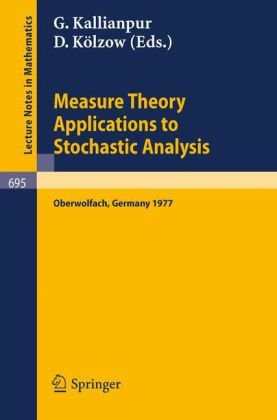 G. Kallianpur
D. Kölzow (Eds.)
Lecture Notes in Mathematics
Measure Theory
Applications to
Stochastic Analysis
695
Oberwolfach, Germany 1977
Springer